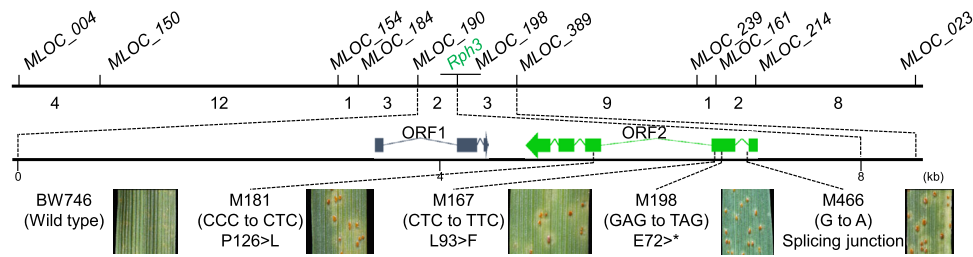 MLOC_004
MLOC_150
MLOC_154
MLOC_184
MLOC_190
Rph3
MLOC_198
MLOC_389
MLOC_239
MLOC_161
MLOC_214
MLOC_023
4 12 1 3 2 3 9 1 2 8
ORF1 ORF2
0 4 8 (kb)
BW746
(Wild type)
M181
(CCC to CTC)
P126>L
M167
(CTC to TTC)
L93>F
M198
(GAG to TAG)
E72>*
M466
(G to A)
Splicing junction